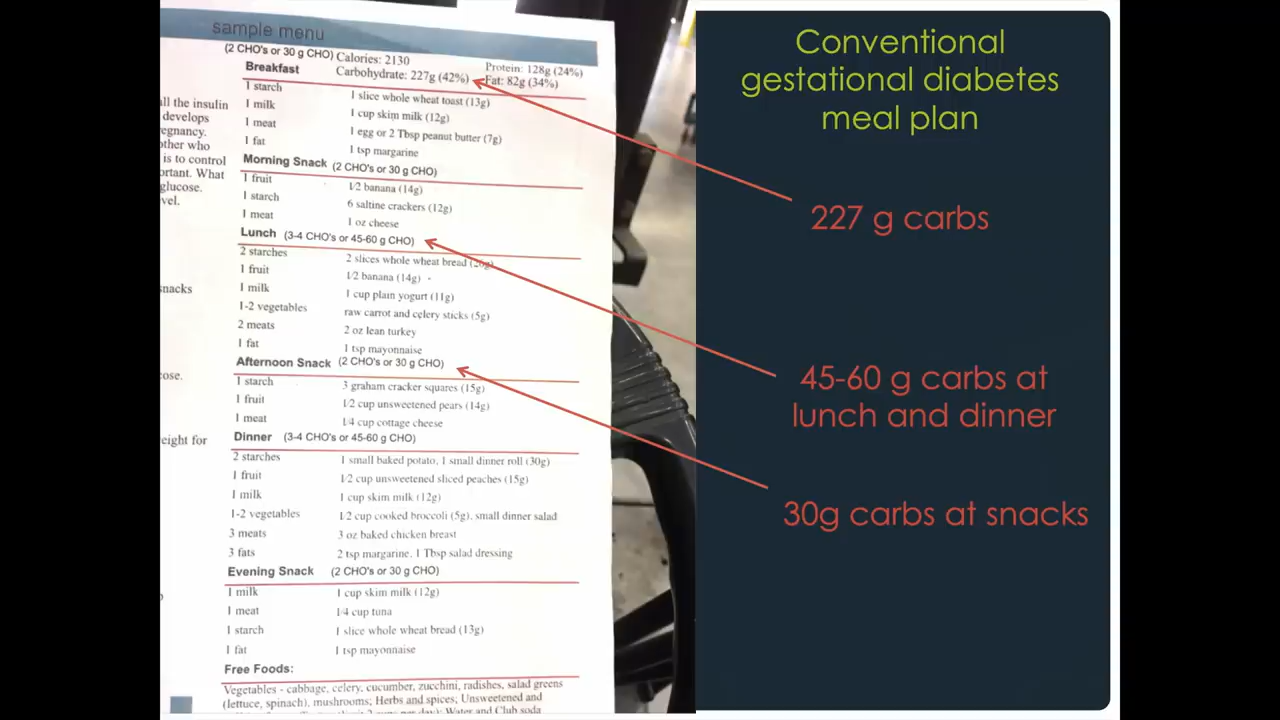 sample menu
(2 CHO's or 30 g CHO) Calories: 2130 Protein: 128g (24%)
Breakfast Carbohydrate: 227g (42%) Fat: 82g (34%)
1 starch 1 slice whole wheat toast (13g)
1 milk 1 cup skim milk (12g)
1 meat 1 egg or 2 Tbsp peanut butter (7g)
1 fat 1 tsp margarine
Morning Snack (2 CHO's or 30 g CHO)
1 fruit 1/2 banana (14g)
1 starch 6 saltine crackers (12g)
1 meat 1 oz cheese
Lunch (3-4 CHO's or 45-60 g CHO)
2 starches 2 slices whole wheat bread (26g)
1 fruit 1/2 banana (14g)
1 milk 1 cup plain yogurt (11g)
1-2 vegetables raw carrot and celery sticks (5g)
2 meats 2 oz lean turkey
1 fat 1 tsp mayonnaise
Afternoon Snack (2 CHO's or 30 g CHO)
1 starch 3 graham cracker squares (15g)
1 fruit 1/2 cup unsweetened pears (14g)
1 meat 1/4 cup cottage cheese
Dinner (3-4 CHO's or 45-60 g CHO)
2 starches 1 small baked potato, 1 small dinner roll (30g)
1 fruit 1/2 cup unsweetened sliced peaches (15g)
1 milk 1 cup skim milk (12g)
1-2 vegetables 1/2 cup cooked broccoli (5g), small dinner salad
3 meats 3 oz baked chicken breast
3 fats 2 tsp margarine, 1 Tbsp salad dressing
Evening Snack (2 CHO's or 30 g CHO)
1 milk 1 cup skim milk (12g)
1 meat 1/4 cup tuna
1 starch 1 slice whole wheat bread (13g)
1 fat 1 tsp mayonnaise
Free Foods:
Vegetables - cabbage, celery, cucumber, zucchini, radishes, salad greens
(lettuce, spinach), mushrooms; Herbs and spices; Unsweetened and
Water and Club soda
ll the insulin
develops
egnancy.
other who
is to control
ortant. What
glucose.
vel.
nacks
ose.
eight for
Conventional
gestational diabetes
meal plan
227 g carbs
45-60 g carbs at
lunch and dinner
30g carbs at snacks